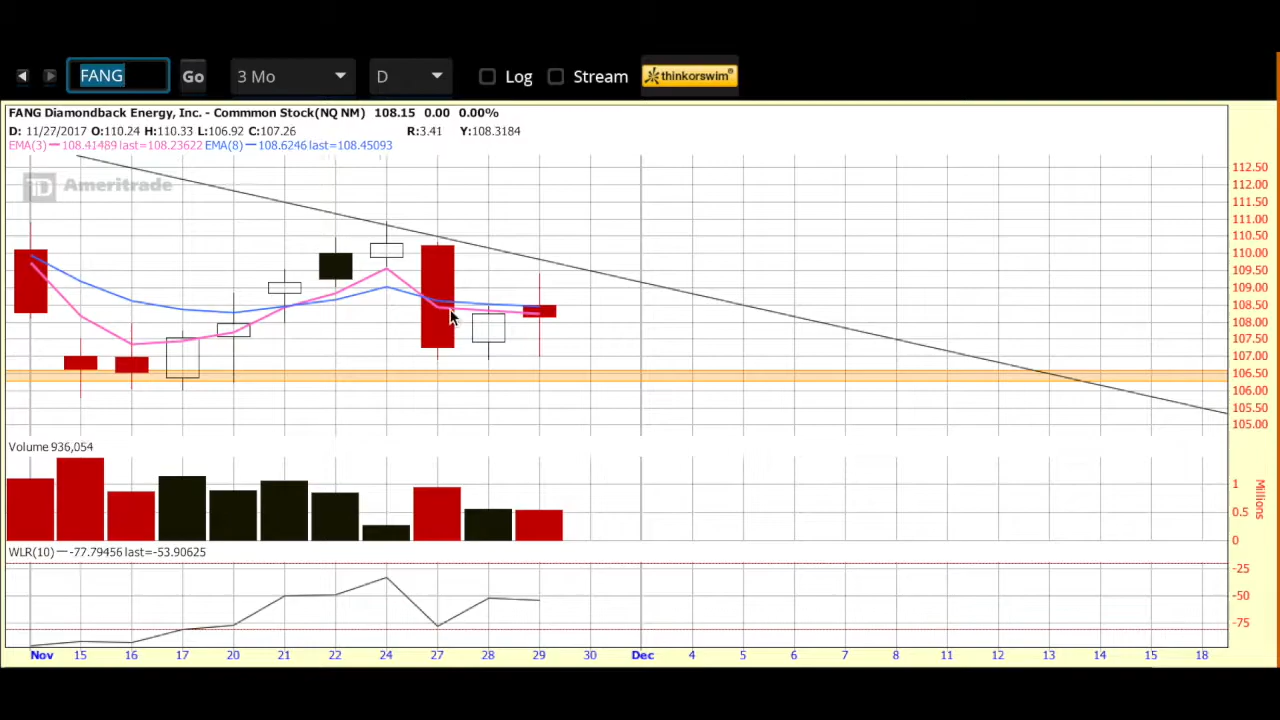 FANG Go 3 Mo D Log Stream thinkorswim®
FANG Diamondback Energy, Inc. - Commmon Stock(NQ NM) 108.15 0.00 0.00%
D: 11/27/2017 O:110.24 H:110.33 L:106.92 C:107.26 R:3.41 Y:108.3184
EMA(3) — 108.41489 last=108.23622 EMA(8) — 108.6246 last=108.45093
TD Ameritrade
112.50
112.00
111.50
111.00
110.50
110.00
109.50
109.00
108.50
108.00
107.50
107.00
106.50
106.00
105.50
105.00
Volume 936,054
1
0.5
0
Millions
WLR(10) — -77.79456 last=-53.90625
-25
-50
-75
Nov 15 16 17 20 21 22 24 27 28 29 30 Dec 4 5 6 7 8 11 12 13 14 15 18